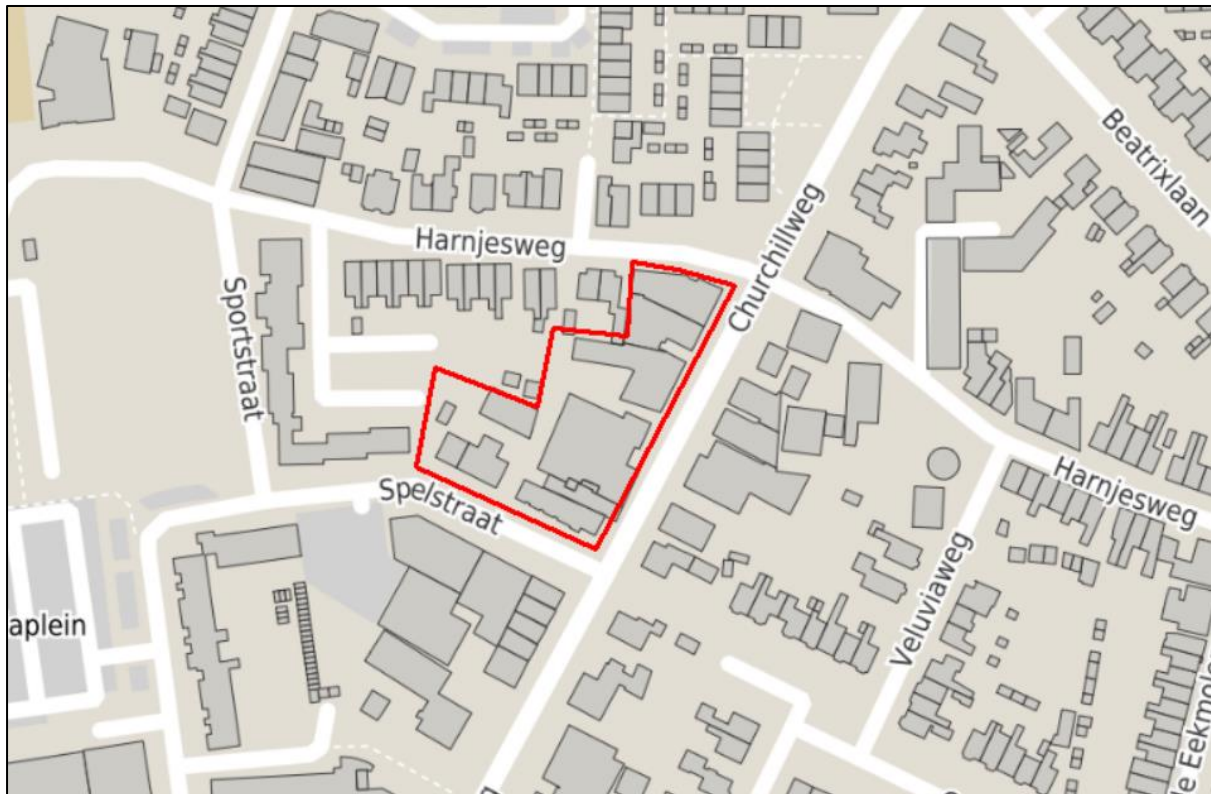 Beatrixlaan
Churchillweg
Harnjesweg
Sportstraat
Spelstraat
Harnjesweg
Veluviaweg
aplein